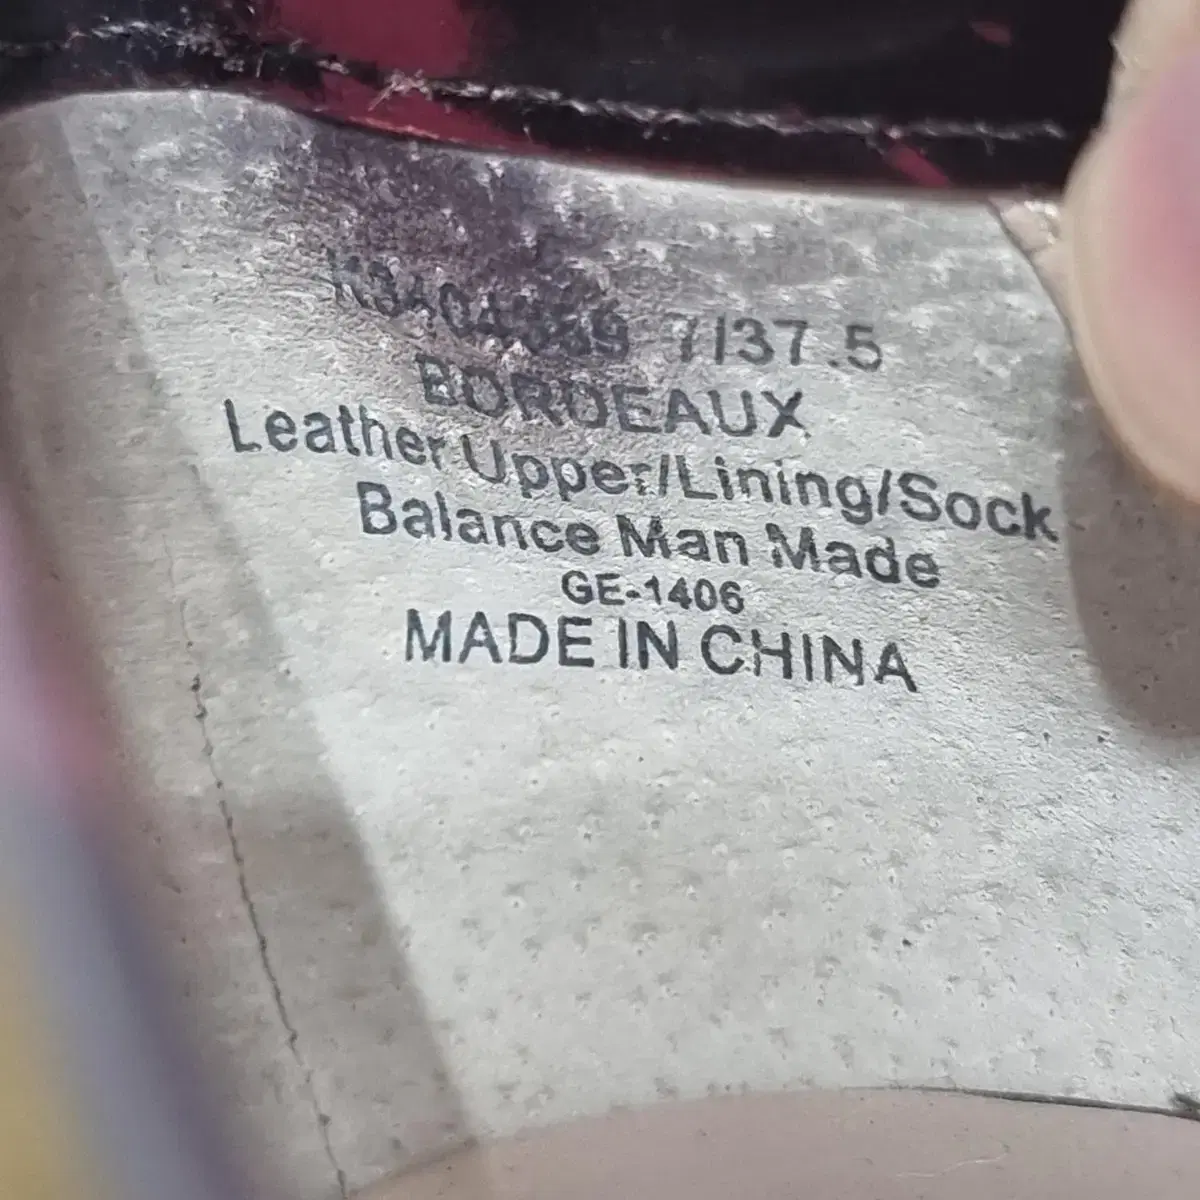 7/37.5
BORDEAUX
Leather Upper/Lining/Sock
Balance Man Made
GE-1406
MADE IN CHINA